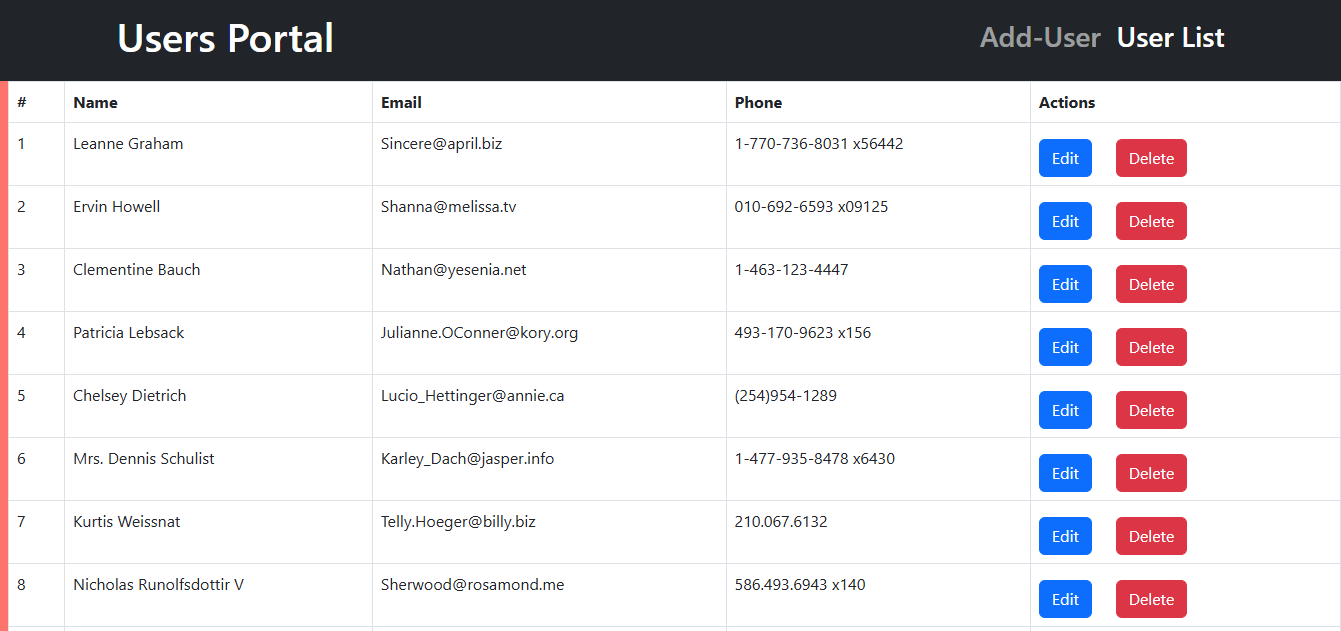 Users Portal Add-User User List
# Name Email Phone Actions
1 Leanne Graham Sincere@april.biz 1-770-736-8031 x56442 Edit Delete
2 Ervin Howell Shanna@melissa.tv 010-692-6593 x09125 Edit Delete
3 Clementine Bauch Nathan@yesenia.net 1-463-123-4447 Edit Delete
4 Patricia Lebsack Julianne.OConner@kory.org 493-170-9623 x156 Edit Delete
5 Chelsey Dietrich Lucio_Hettinger@annie.ca (254)954-1289 Edit Delete
6 Mrs. Dennis Schulist Karley_Dach@jasper.info 1-477-935-8478 x6430 Edit Delete
7 Kurtis Weissnat Telly.Hoeger@billy.biz 210.067.6132 Edit Delete
8 Nicholas Runolfsdottir V Sherwood@rosamond.me 586.493.6943 x140 Edit Delete